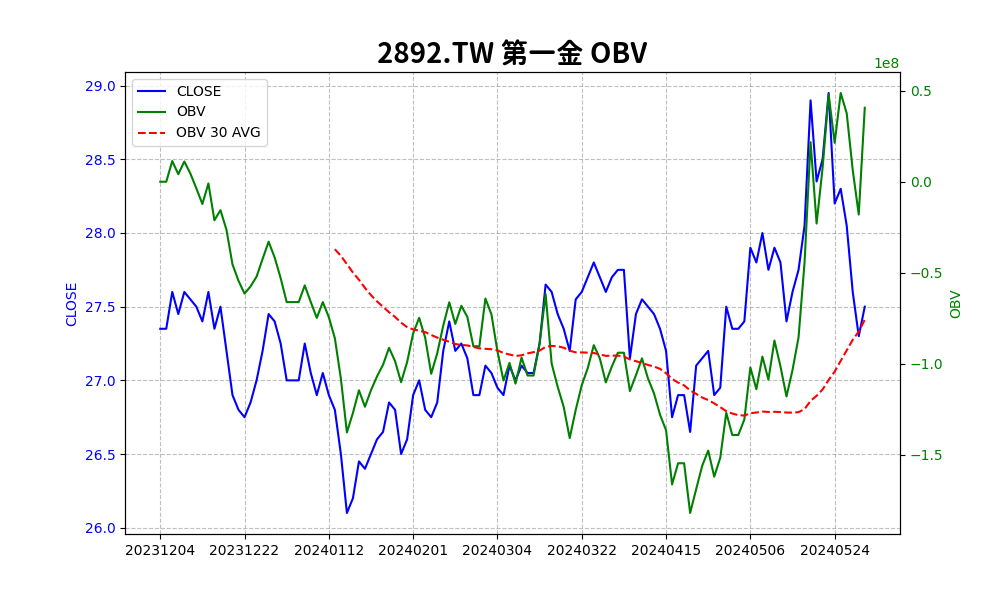 2892.TW 第一金 OBV
1e8
CLOSE
OBV
OBV 30 AVG
29.0
28.5
28.0
27.5
27.0
26.5
26.0
CLOSE
0.5
0.0
−0.5
−1.0
−1.5
OBV
20231204 20231222 20240112 20240201 20240304 20240322 20240415 20240506 20240524